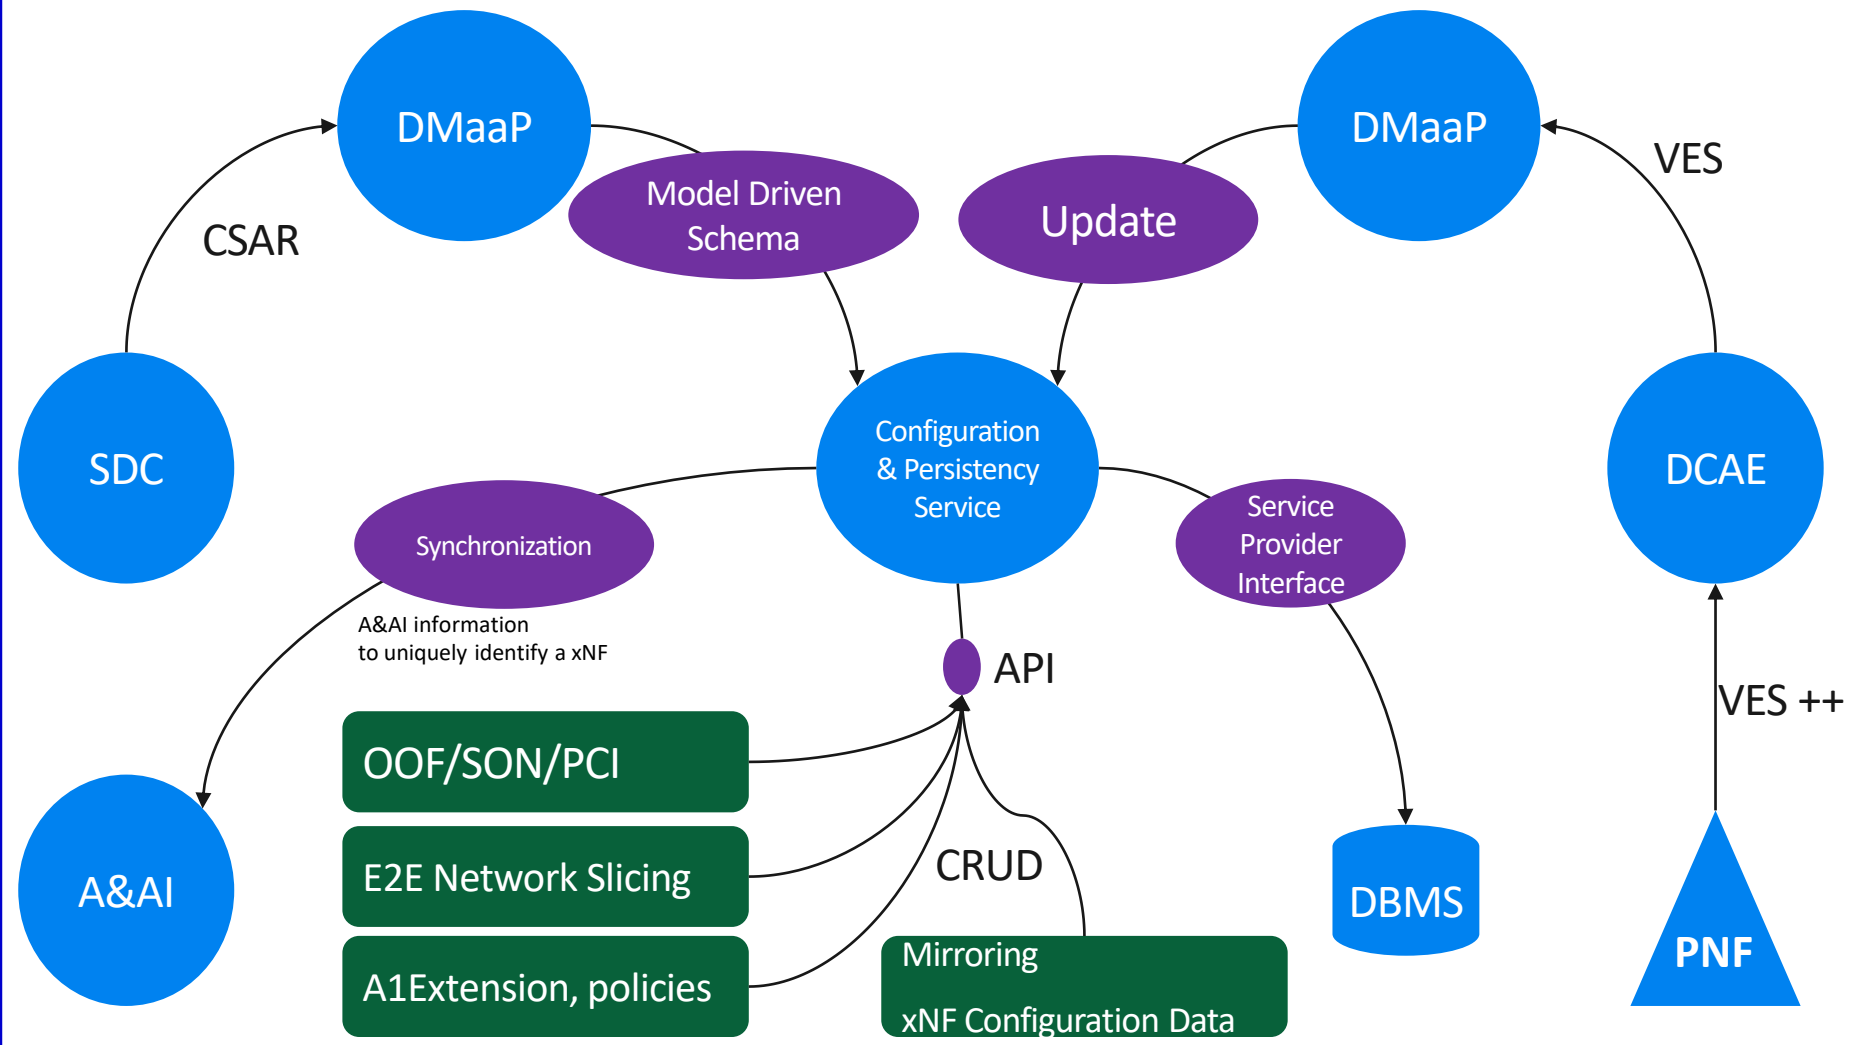 DMaaP
DMaaP
VES
Model Driven
Schema
Update
CSAR
Configuration
& Persistency
Service
SDC
DCAE
Service
Provider
Interface
Synchronization
A&AI information
to uniquely identify a xNF
API
VES ++
OOF/SON/PCI
E2E Network Slicing
CRUD
A&AI
DBMS
A1Extension, policies
Mirroring
xNF Configuration Data
PNF